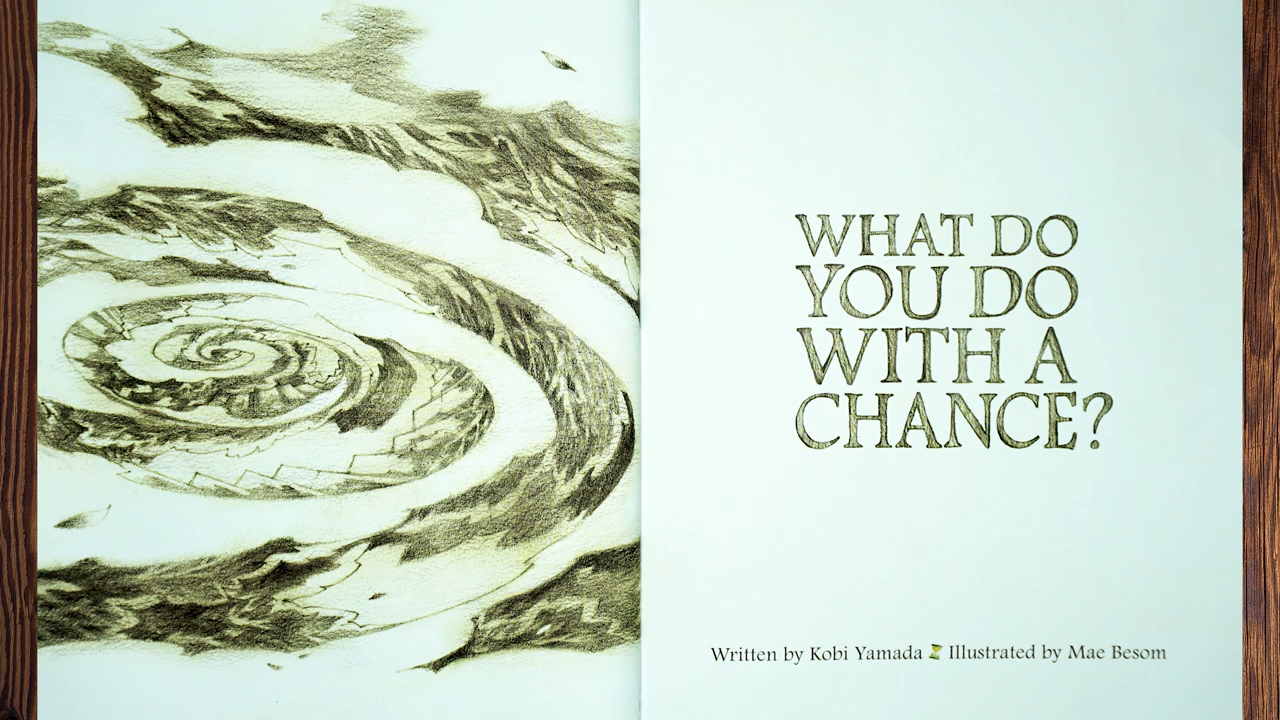 WHAT DO
YOU DO
WITH A
CHANCE?
Written by Kobi Yamada Illustrated by Mae Besom